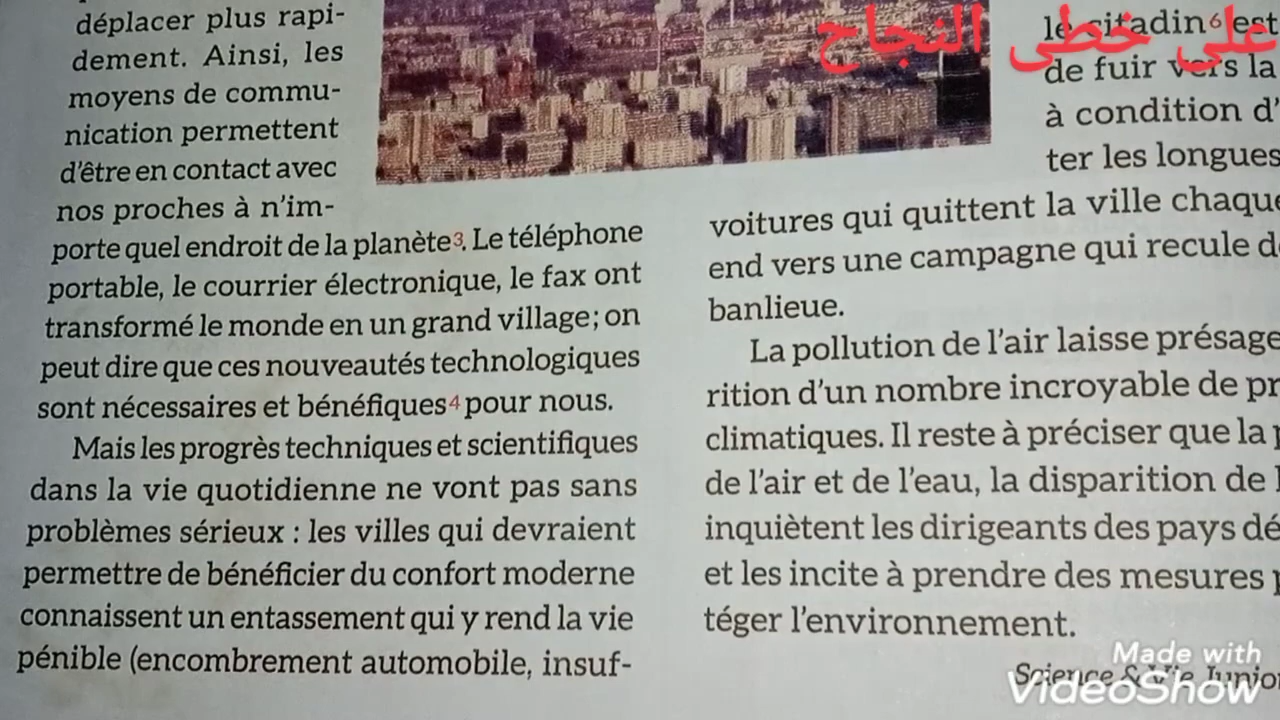 déplacer plus rapi-
dement. Ainsi, les
moyens de commu-
nication permettent
d'être en contact avec
nos proches à n'im-
porte quel endroit de la planète3. Le téléphone
portable, le courrier électronique, le fax ont
transformé le monde en un grand village; on
peut dire que ces nouveautés technologiques
sont nécessaires et bénéfiques4 pour nous.
Mais les progrès techniques et scientifiques
dans la vie quotidienne ne vont pas sans
problèmes sérieux : les villes qui devraient
permettre de bénéficier du confort moderne
connaissent un entassement qui y rend la vie
pénible (encombrement automobile, insuf-
على خطى النجاح
le citadin6 est
de fuir vers la
à condition d'
ter les longues
voitures qui quittent la ville chaque
end vers une campagne qui recule d
banlieue.
La pollution de l'air laisse présage
rition d'un nombre incroyable de pr
climatiques. Il reste à préciser que la
de l'air et de l'eau, la disparition de
inquiètent les dirigeants des pays dé
et les incite à prendre des mesures
téger l'environnement.
Science & Vie Junior
Made with
VideoShow